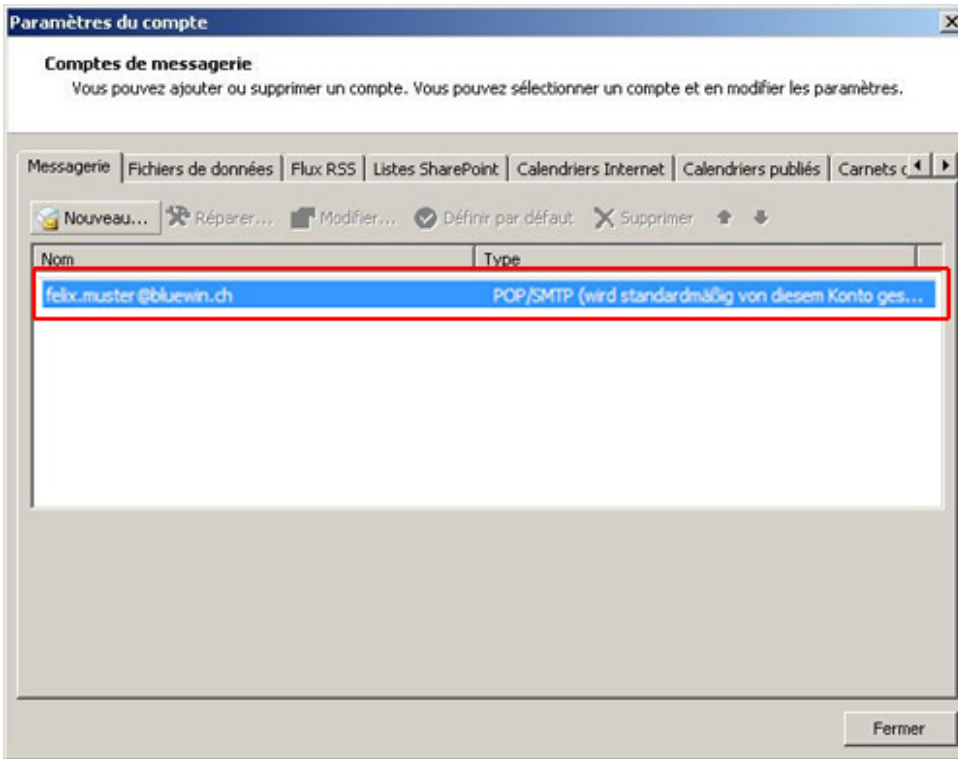 Paramètres du compte
Comptes de messagerie
Vous pouvez ajouter ou supprimer un compte. Vous pouvez sélectionner un compte et en modifier les paramètres.
Messagerie Fichiers de données Flux RSS Listes SharePoint Calendriers Internet Calendriers publiés Carnets
Nouveau... Réparer... Modifier... Définir par défaut Supprimer
Nom Type
felix.muster@bluewin.ch POP/SMTP (wird standardmäßig von diesem Konto ges...
Fermer